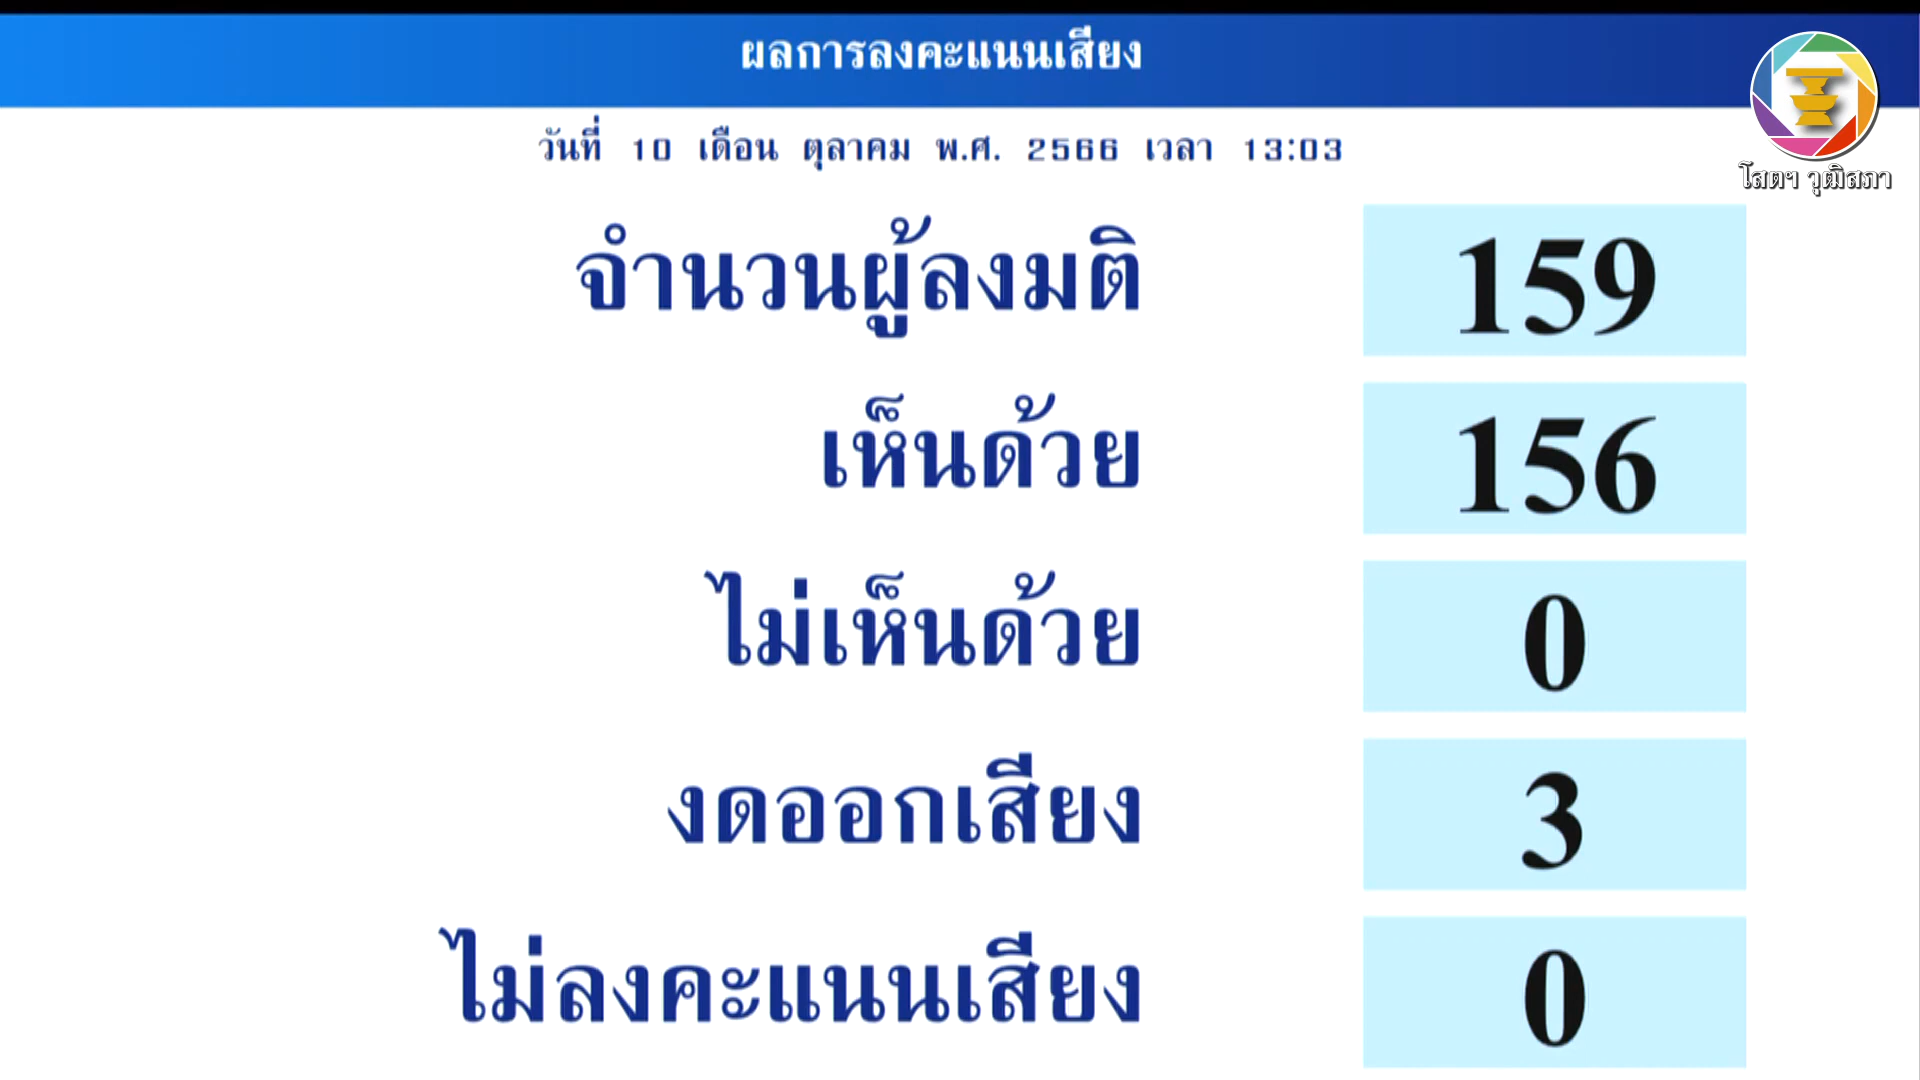 ผลการลงคะแนนเสียง
วันที่ 10 เดือน ตุลาคม พ.ศ. 2566 เวลา 13:03
โสตฯ วุฒิสภา
จำนวนผู้ลงมติ 159
เห็นด้วย 156
ไม่เห็นด้วย 0
งดออกเสียง 3
ไม่ลงคะแนนเสียง 0